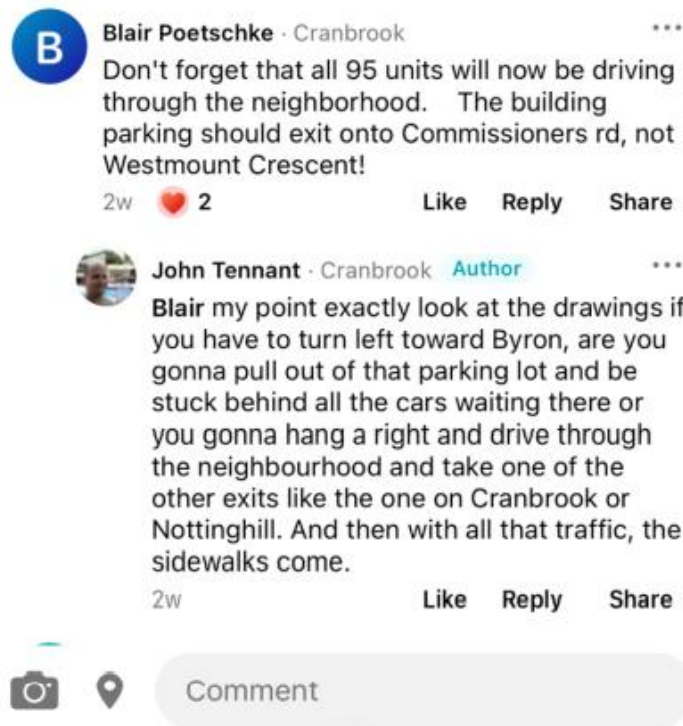 B
Blair Poetschke · Cranbrook
Don't forget that all 95 units will now be driving
through the neighborhood. The building
parking should exit onto Commissioners rd, not
Westmount Crescent!
2w 2 Like Reply Share
John Tennant · Cranbrook Author
Blair my point exactly look at the drawings if
you have to turn left toward Byron, are you
gonna pull out of that parking lot and be
stuck behind all the cars waiting there or
you gonna hang a right and drive through
the neighbourhood and take one of the
other exits like the one on Cranbrook or
Nottinghill. And then with all that traffic, the
sidewalks come.
2w Like Reply Share
Comment